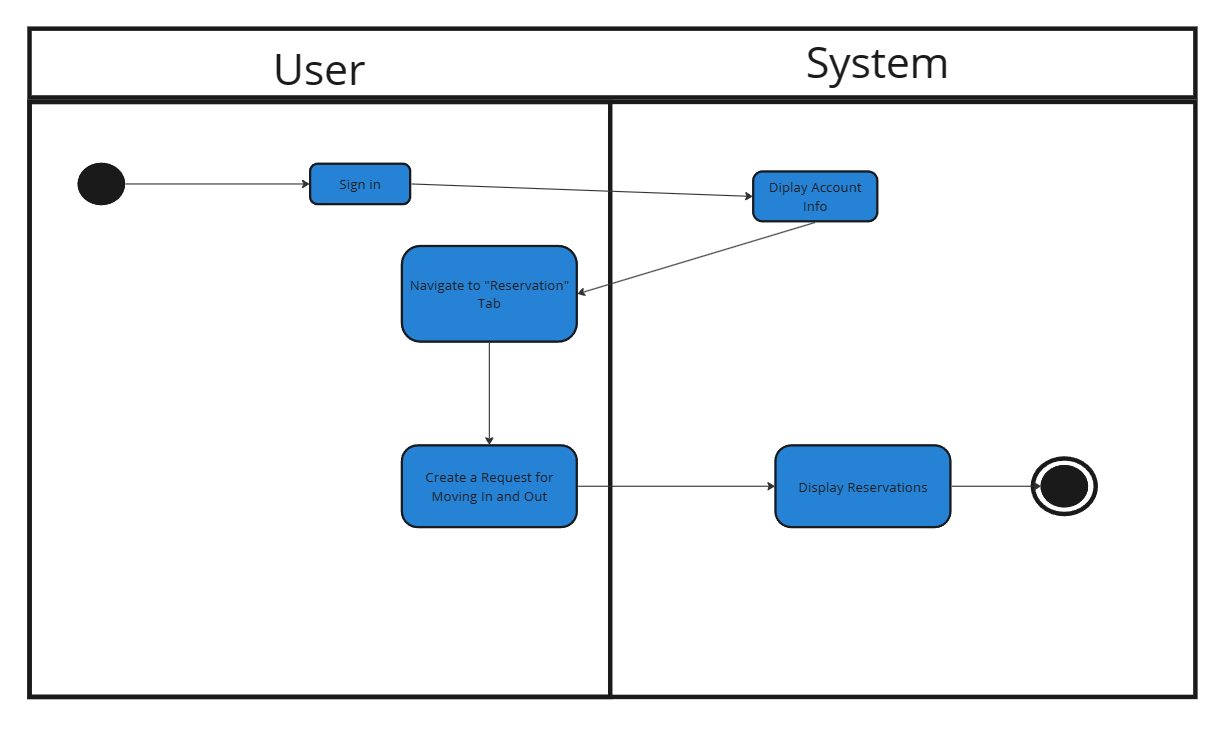 User
System
Sign in
Diplay Account
Info
Navigate to "Reservation"
Tab
Create a Request for
Moving In and Out
Display Reservations